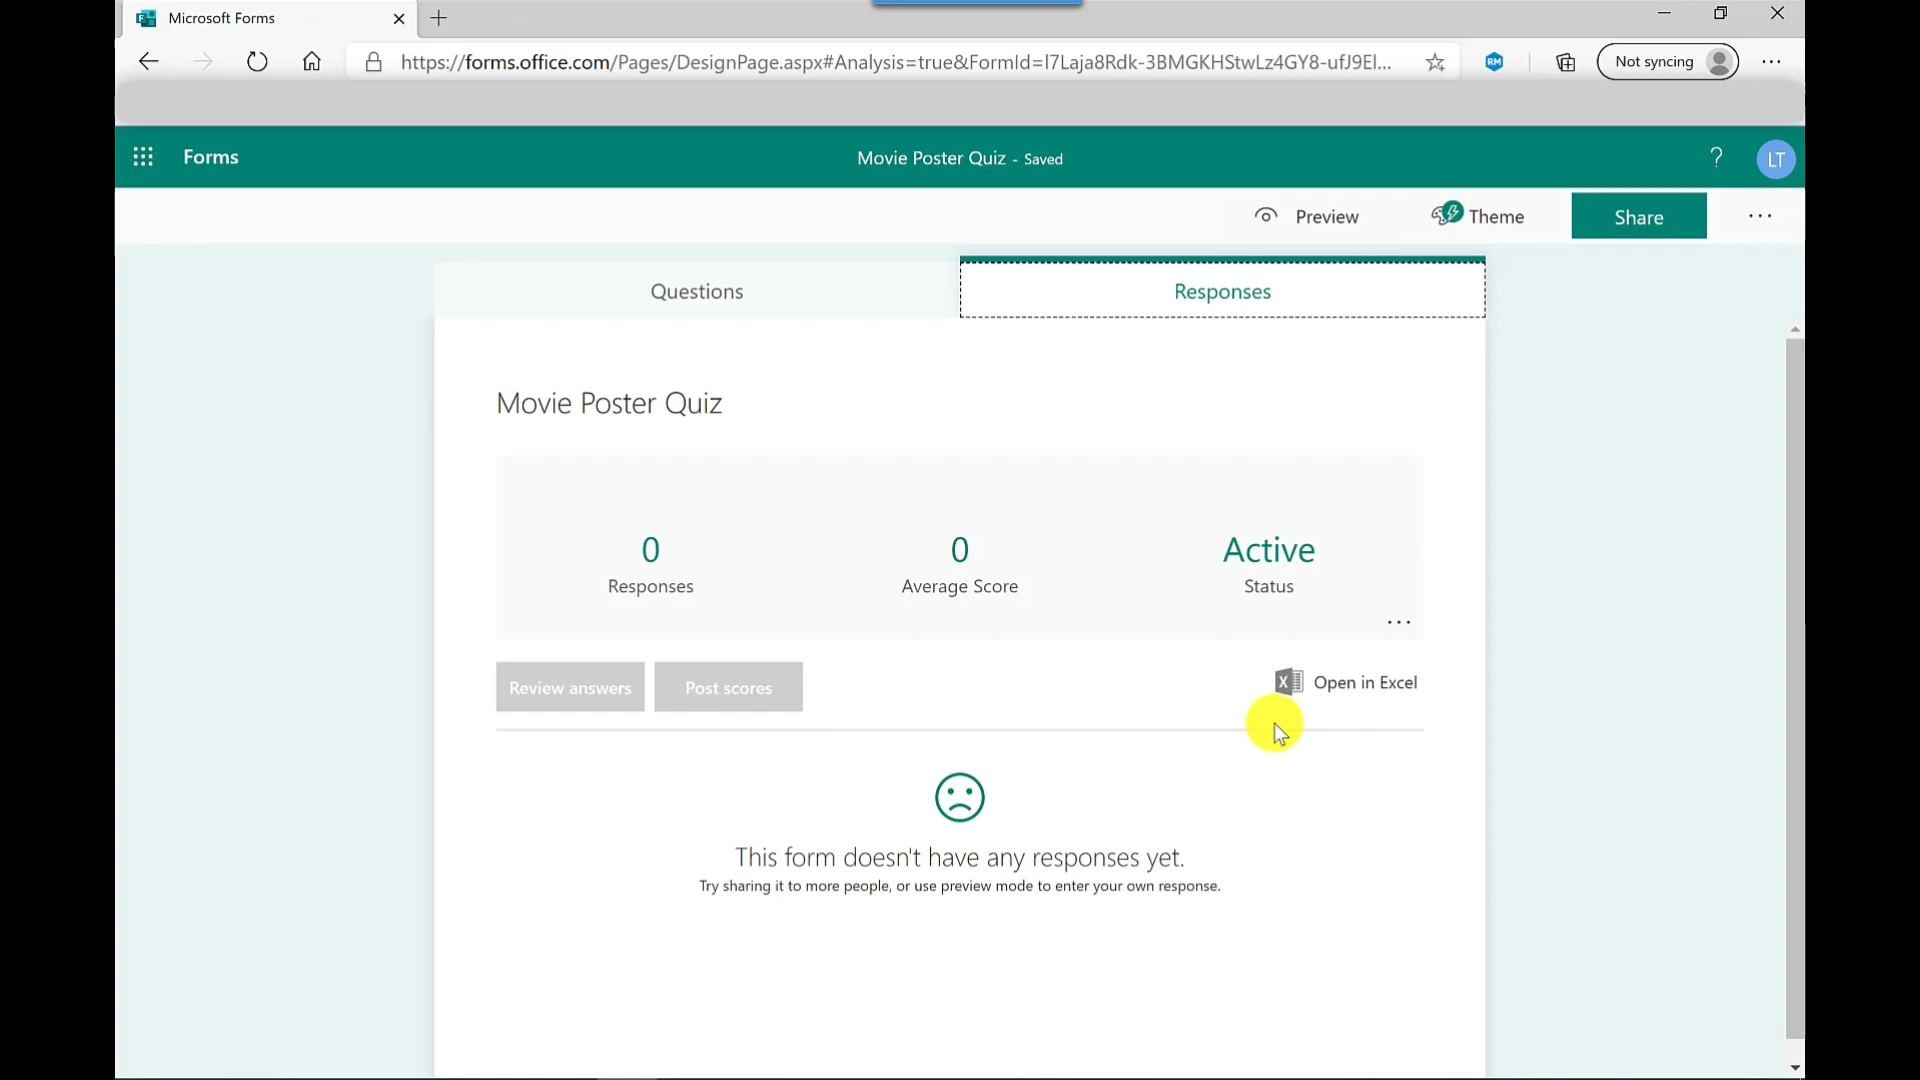 Microsoft Forms
https://forms.office.com/Pages/DesignPage.aspx#Analysis=true&FormId=I7Laja8Rdk-3BMGKHStwLz4GY8-ufJ9EI...
RM
Not syncing
Forms
Movie Poster Quiz - Saved
?
LT
Preview
Theme
Share
Questions
Responses
Movie Poster Quiz
0
Responses
0
Average Score
Active
Status
Review answers
Post scores
Open in Excel
This form doesn't have any responses yet.
Try sharing it to more people, or use preview mode to enter your own response.